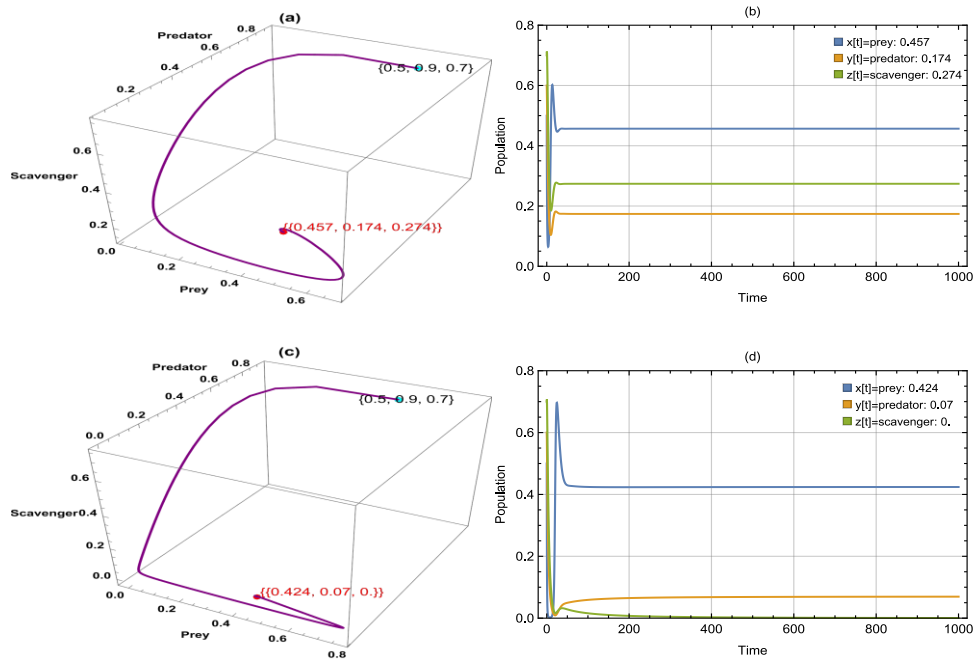 (a)
Predator
0.8
0.6
0.4
0.2
{0.5, 0.9, 0.7}
Scavenger
0.6
0.4
0.2
{{0.457, 0.174, 0.274}}
0.0
0.2
0.4
0.6
Prey
(b)
0.8
0.6
0.4
0.2
0.0
Population
x[t]=prey: 0.457
y[t]=predator: 0.174
z[t]=scavenger: 0.274
0
200
400
600
800
1000
Time
(c)
Predator
0.8
0.6
0.4
0.2
0.0
{0.5, 0.9, 0.7}
0.8
0.6
Scavenger0.4
0.2
0.0
{{0.424, 0.07, 0.}}
0.0
0.2
0.4
0.6
0.8
Prey
(d)
0.8
0.6
0.4
0.2
0.0
Population
x[t]=prey: 0.424
y[t]=predator: 0.07
z[t]=scavenger: 0.
0
200
400
600
800
1000
Time